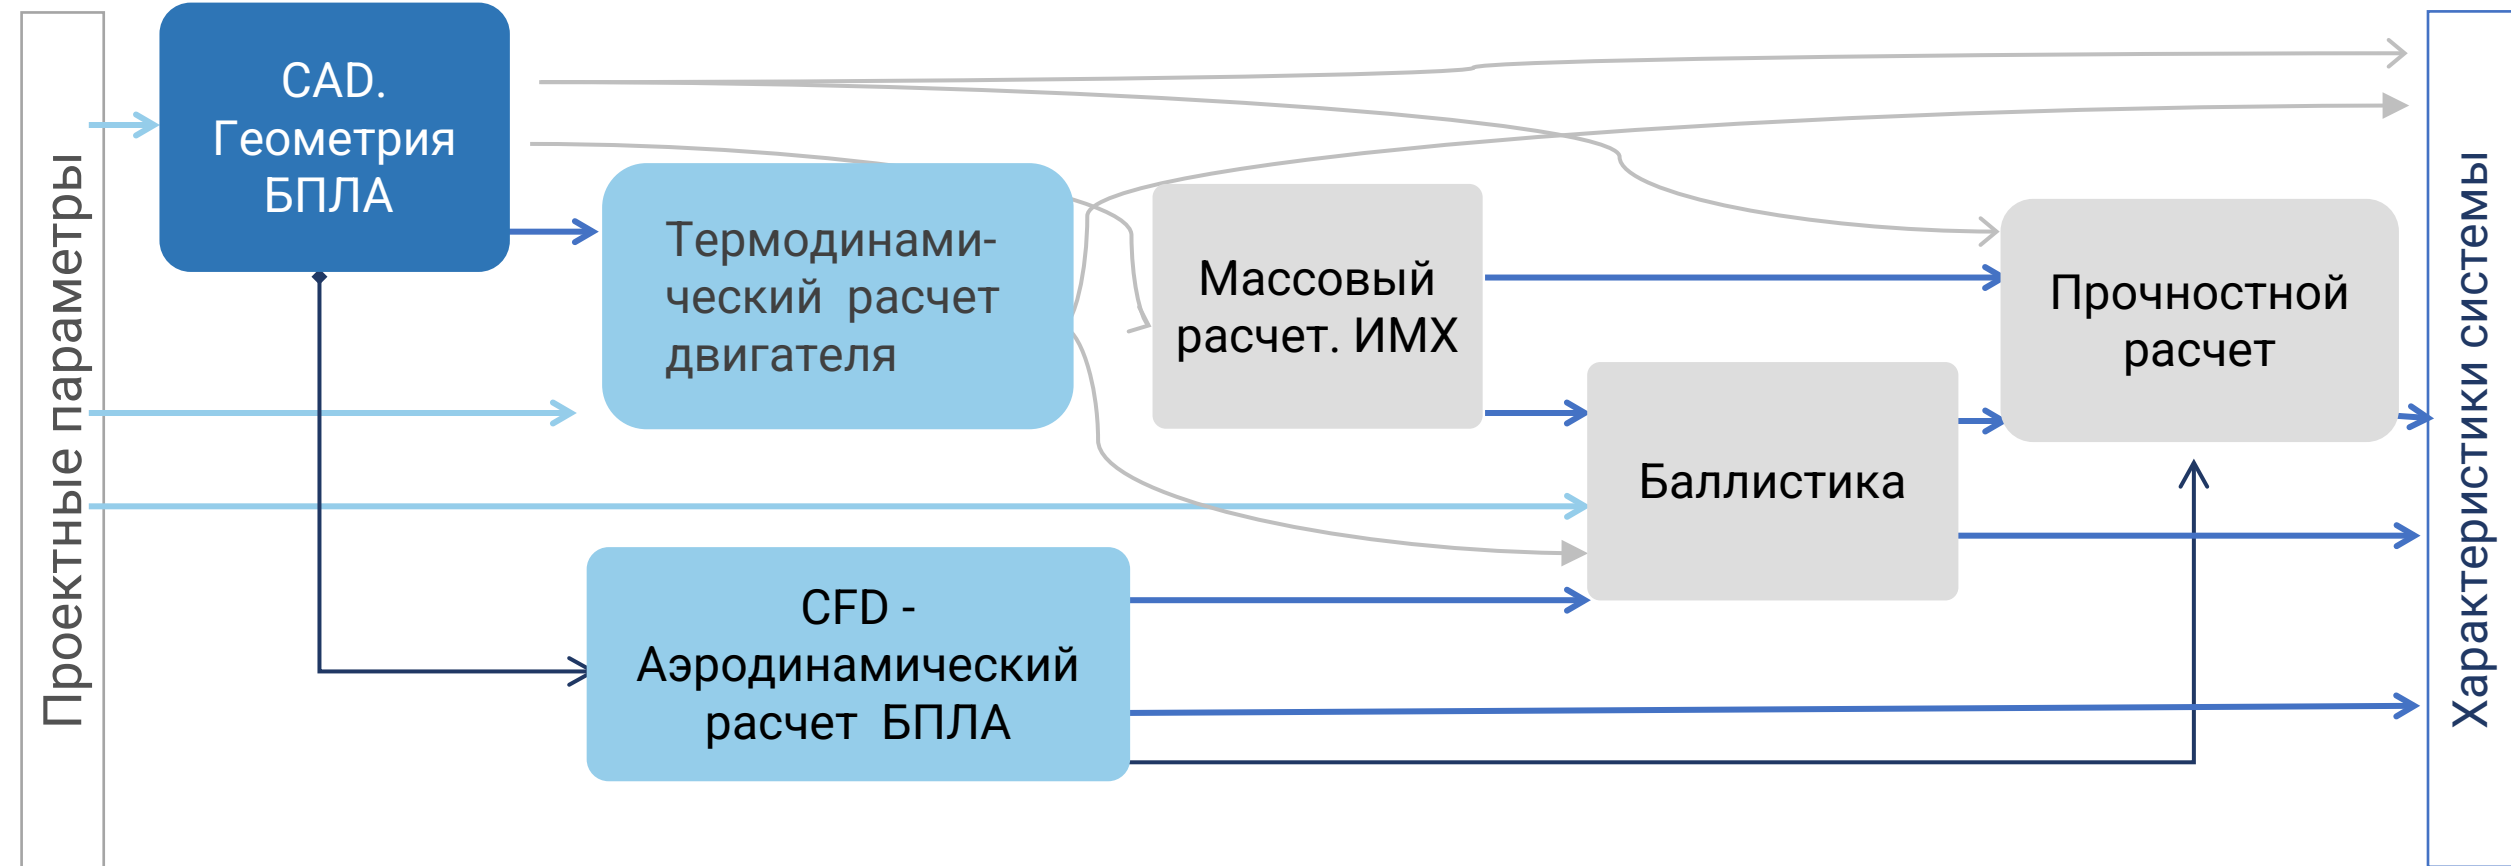 Проектные параметры
CAD.
Геометрия
БПЛА
Термодинами-
ческий расчет
двигателя
Массовый
расчет. ИМХ
Прочностной
расчет
Баллистика
CFD -
Аэродинамический
расчет БПЛА
Характеристики системы